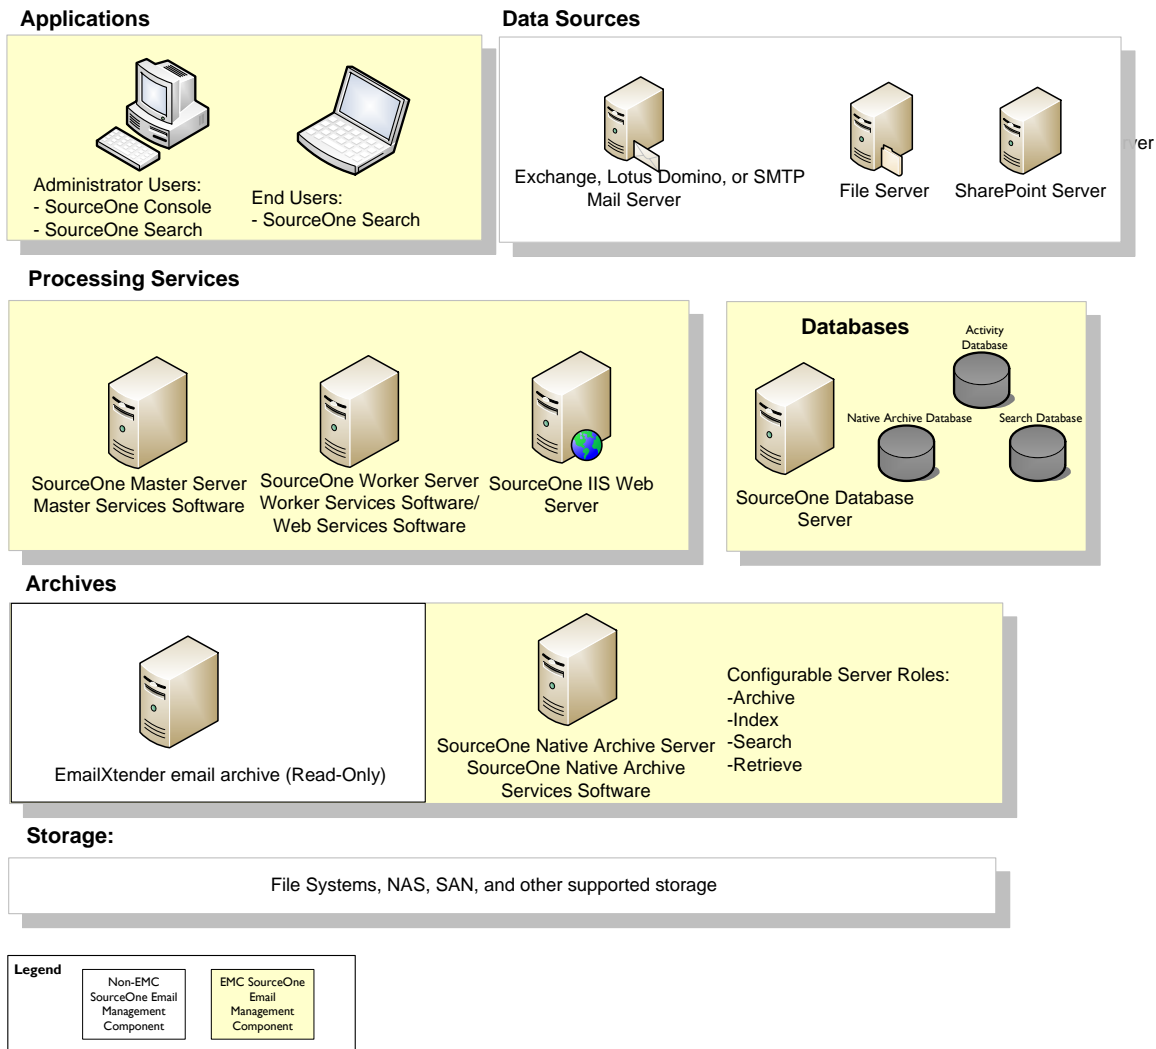 Applications
Administrator Users:
- SourceOne Console
- SourceOne Search
End Users:
- SourceOne Search
Data Sources
Exchange, Lotus Domino, or SMTP
Mail Server
File Server
SharePoint Server
Processing Services
SourceOne Master Server
Master Services Software
SourceOne Worker Server
Worker Services Software/
Web Services Software
SourceOne IIS Web
Server
Databases
Activity
Database
Native Archive Database
Search Database
SourceOne Database
Server
Archives
EmailXtender email archive (Read-Only)
SourceOne Native Archive Server
SourceOne Native Archive
Services Software
Configurable Server Roles:
-Archive
-Index
-Search
-Retrieve
Storage:
File Systems, NAS, SAN, and other supported storage
Legend
Non-EMC
SourceOne Email
Management
Component
EMC SourceOne
Email
Management
Component